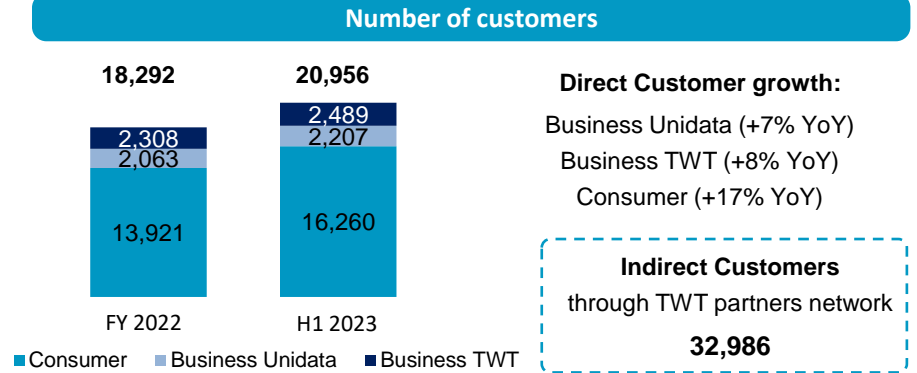 Number of customers
18,292
20,956
2,308
2,063
13,921
2,489
2,207
16,260
FY 2022
H1 2023
Consumer
Business Unidata
Business TWT
Direct Customer growth:
Business Unidata (+7% YoY)
Business TWT (+8% YoY)
Consumer (+17% YoY)
Indirect Customers
through TWT partners network
32,986